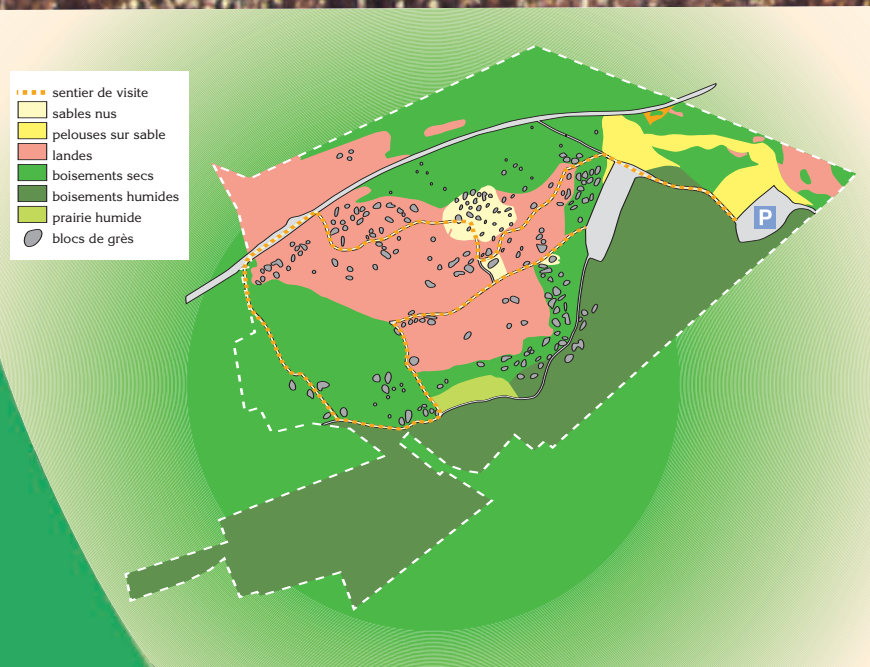 sentier de visite
sables nus
pelouses sur sable
landes
boisements secs
boisements humides
prairie humide
blocs de grès
P